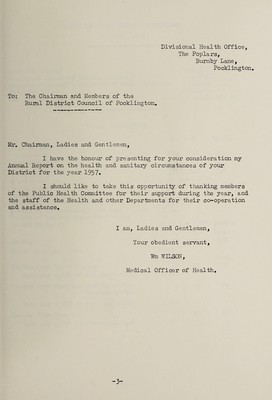 Divisional Health Office,
The Poplars,
Burnby Lane,
Pocklington.
To: The Chairman and Members of the
Rural District Council of Pocklington.
Mr. Chairman, Ladies and Gentlemen,
I have the honour of presenting for your consideration my
Annual Report on the health and sanitary circumstances of your
District for the year 1957.
I should like to take this opportunity of thanking members
of the Public Health Committee for their support during the year, and
the staff of the Health and other Departments for their co-operation
and assistance.
I am, Ladies and Gentlemen,
Your obedient servant,
Wm WILSON,
Medical Officer of Health.
-3-